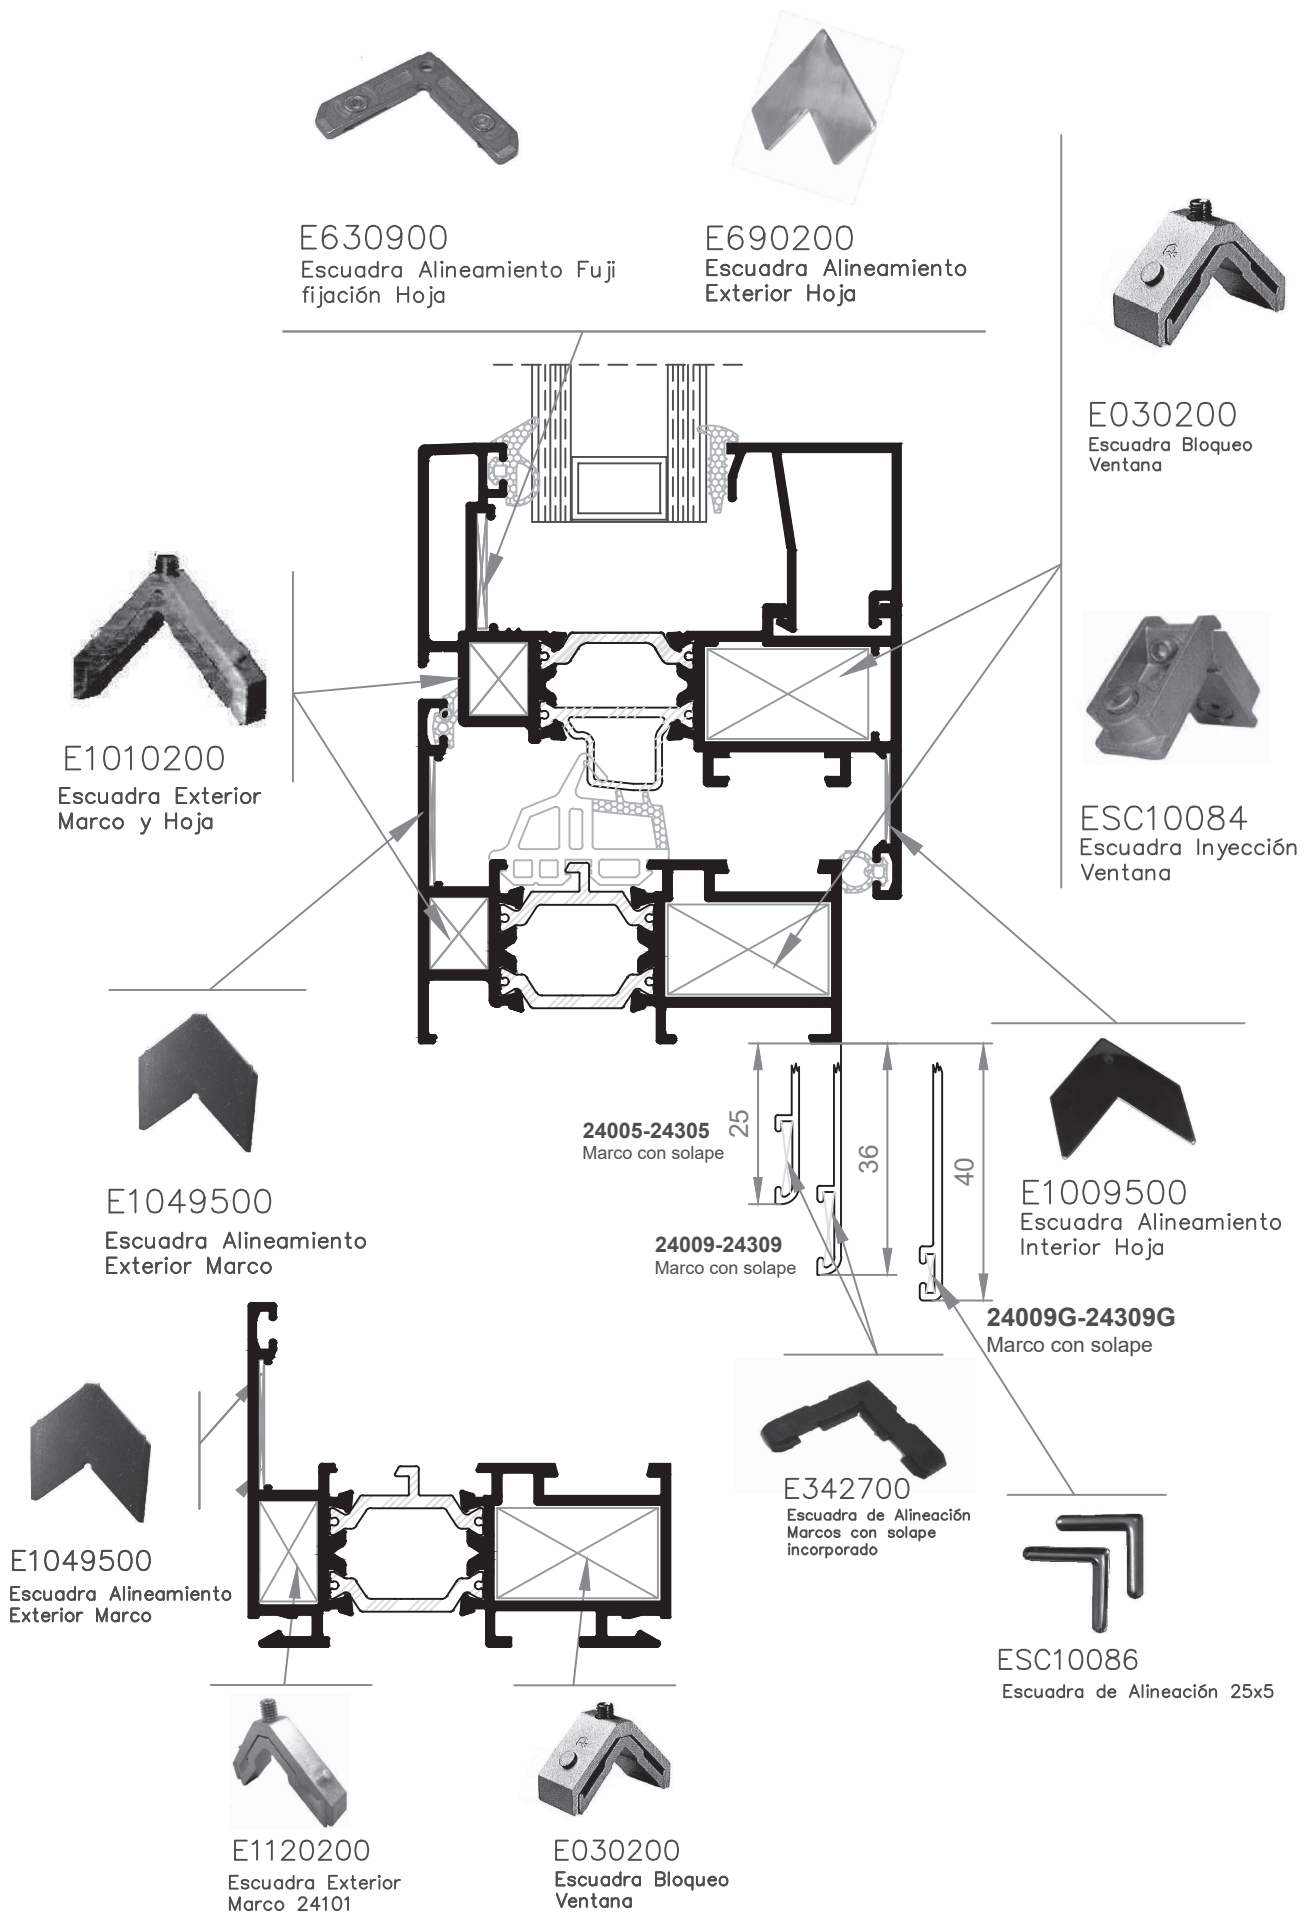 E630900
Escuadra Alineamiento Fuji
fijación Hoja
E690200
Escuadra Alineamiento
Exterior Hoja
E030200
Escuadra Bloqueo
Ventana
E1010200
Escuadra Exterior
Marco y Hoja
ESC10084
Escuadra Inyección
Ventana
E1049500
Escuadra Alineamiento
Exterior Marco
25
36
40
24005-24305
Marco con solape
24009-24309
Marco con solape
24009G-24309G
Marco con solape
E1009500
Escuadra Alineamiento
Interior Hoja
E1049500
Escuadra Alineamiento
Exterior Marco
E342700
Escuadra de Alineación
Marcos con solape
incorporado
ESC10086
Escuadra de Alineación 25x5
E1120200
Escuadra Exterior
Marco 24101
E030200
Escuadra Bloqueo
Ventana